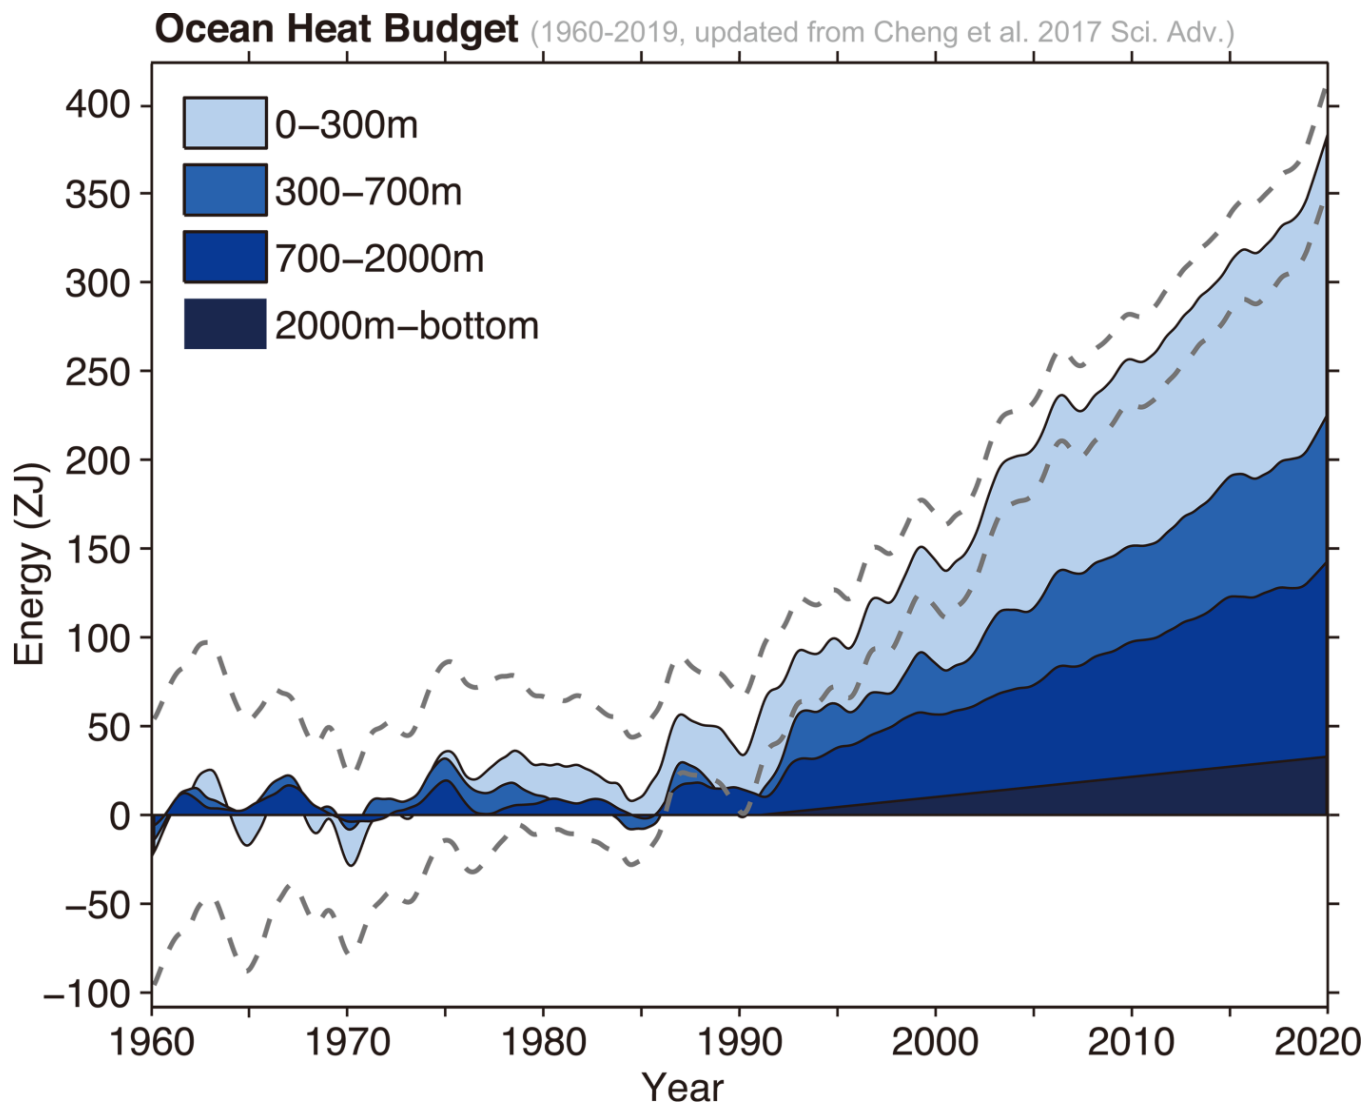 Ocean Heat Budget (1960-2019, updated from Cheng et al. 2017 Sci. Adv.)
0–300m
300–700m
700–2000m
2000m–bottom
400
350
300
250
200
150
100
50
0
−50
−100
Energy (ZJ)
1960 1970 1980 1990 2000 2010 2020
Year